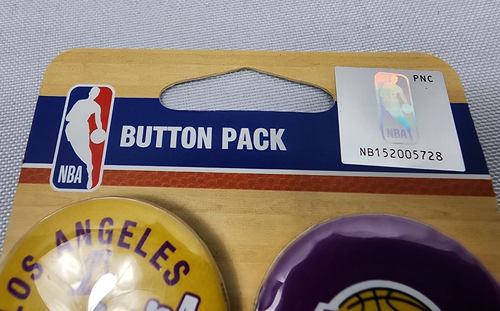 PNC
NBA
NB152005728
NBA
BUTTON PACK
LOS ANGELES